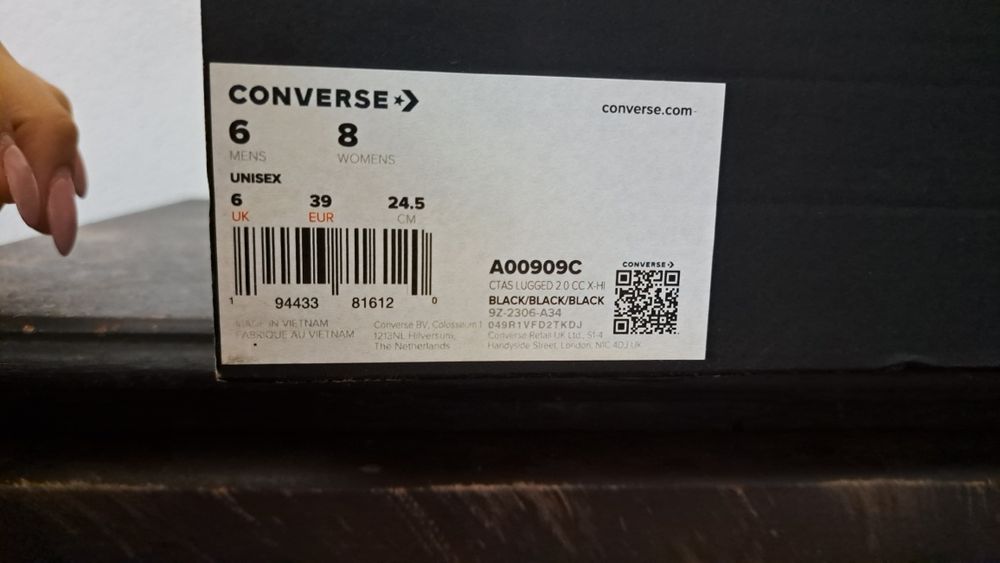 CONVERSE
converse.com
6 8
MENS WOMENS
UNISEX
6 39 24.5
UK EUR CM
1 94433 81612 0
MADE IN VIETNAM
FABRIQUE AU VIETNAM
Converse BV, Colosseum 1
1213NL Hilversum,
The Netherlands
A00909C
CTAS LUGGED 2.0 CC X-HI
BLACK/BLACK/BLACK
9Z-2306-A34
049R1VFD2TKDJ
Converse Retail UK Ltd., S1-4
Handyside Street, London, N1C 4DJ UK
CONVERSE